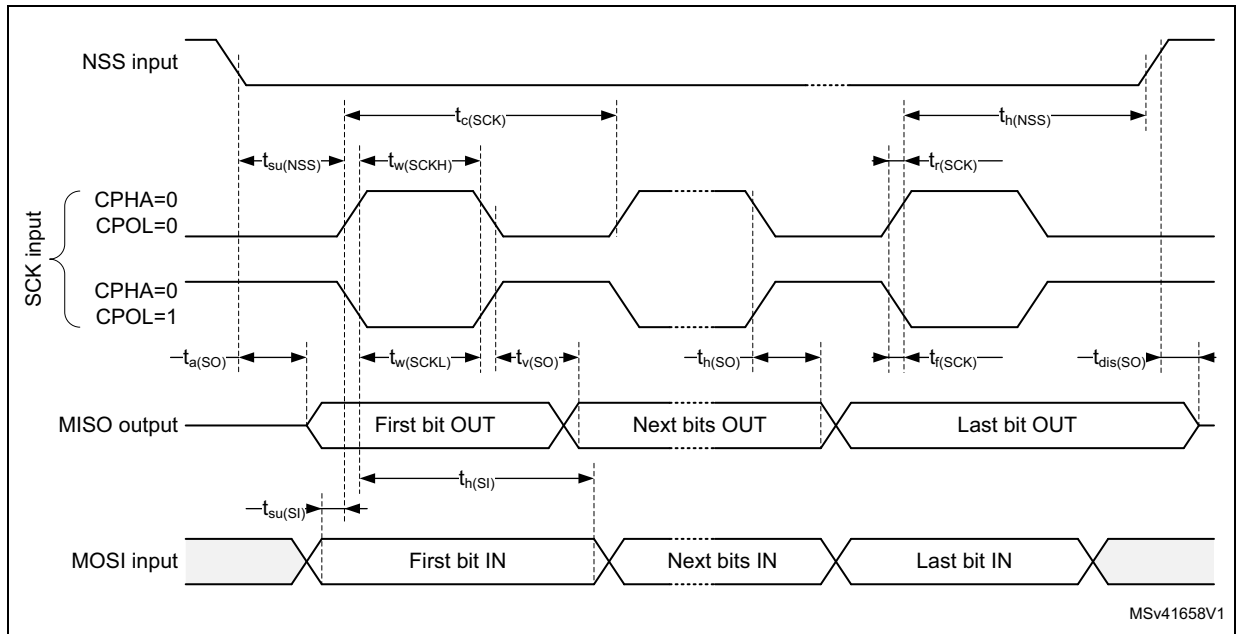 NSS input
tc(SCK)
th(NSS)
tsu(NSS)
tw(SCKH)
tr(SCK)
SCK input
CPHA=0
CPOL=0
CPHA=0
CPOL=1
ta(SO)
tw(SCKL)
tv(SO)
th(SO)
tf(SCK)
tdis(SO)
MISO output
First bit OUT
Next bits OUT
Last bit OUT
th(SI)
tsu(SI)
MOSI input
First bit IN
Next bits IN
Last bit IN
MSv41658V1